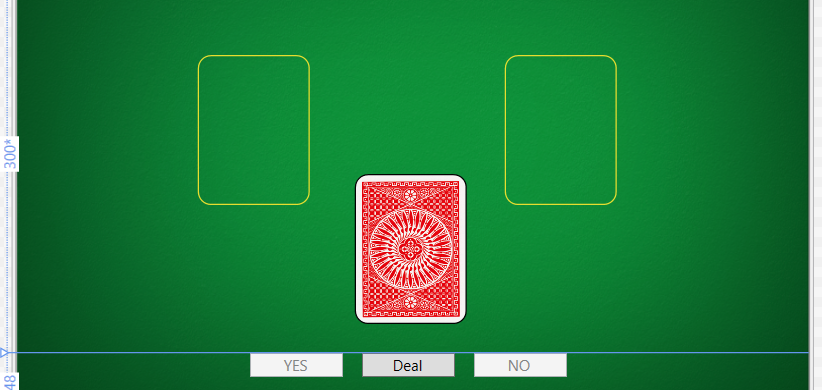 300*
YES
Deal
NO
48